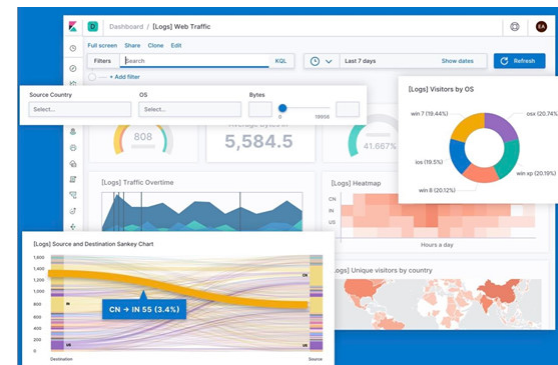 D Dashboard / [Logs] Web Traffic
EA
Full screen Share Clone Edit
Filters Search KQL
Last 7 days Show dates Refresh
+ Add filter
Source Country OS Bytes
Select... Select...
0 19956
[Logs] Visitors by OS
win 7 (19.44%) osx (20.74%)
ios (19.5%)
win xp (20.19%)
win 8 (20.12%)
808
5,584.5
41,667%
[Logs] Traffic Overtime
[Logs] Heatmap
CN
IN
US
Hours a day
[Logs] Source and Destination Sankey Chart
1,600
1,400
1,200
1,000
800
600
400
200
0
IN
US
CN → IN 55 (3.4%)
Destination Source
[Logs] Unique visitors by country